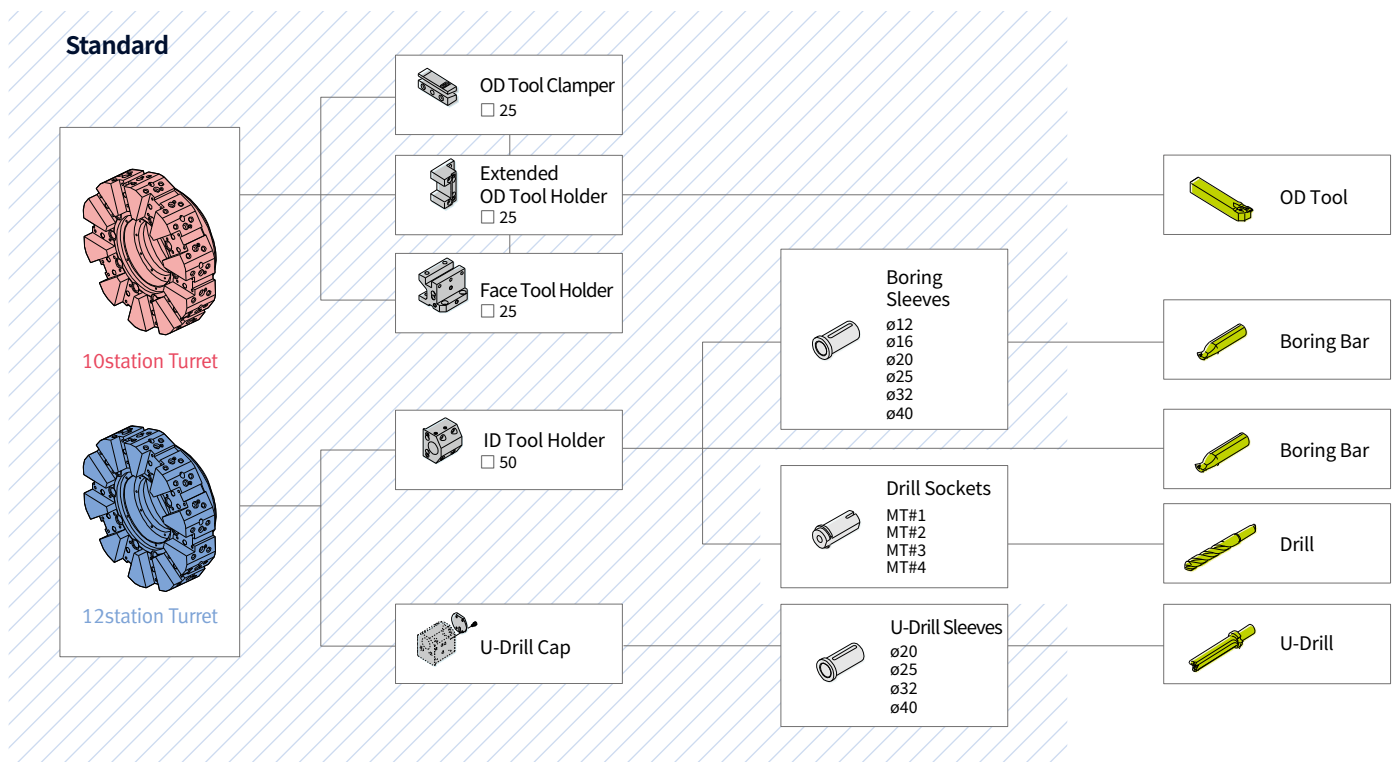 Standard
10station Turret
12station Turret
OD Tool Clamper
□ 25
Extended
OD Tool Holder
□ 25
Face Tool Holder
□ 25
ID Tool Holder
□ 50
U-Drill Cap
Boring
Sleeves
ø12
ø16
ø20
ø25
ø32
ø40
Drill Sockets
MT#1
MT#2
MT#3
MT#4
U-Drill Sleeves
ø20
ø25
ø32
ø40
OD Tool
Boring Bar
Boring Bar
Drill
U-Drill